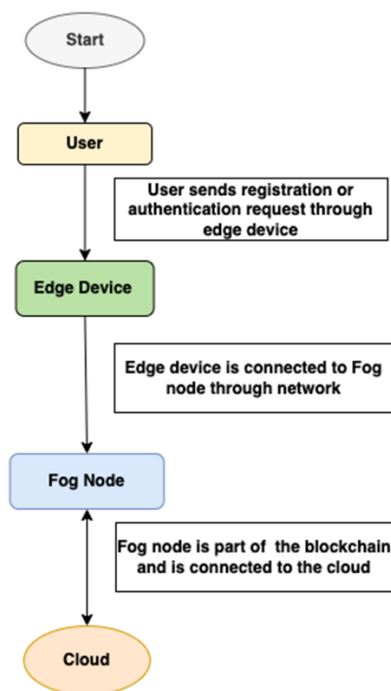 Start
User
User sends registration or
authentication request through
edge device
Edge Device
Edge device is connected to Fog
node through network
Fog Node
Fog node is part of the blockchain
and is connected to the cloud
Cloud